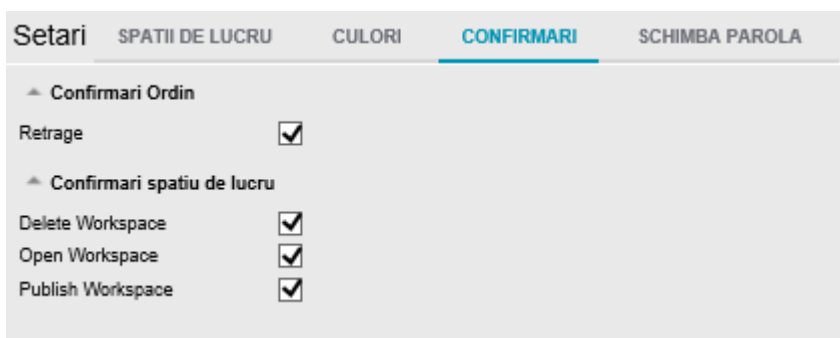 Setari SPATII DE LUCRU CULORI CONFIRMARI SCHIMBA PAROLA
Confirmari Ordin
Retrage
Confirmari spatiu de lucru
Delete Workspace
Open Workspace
Publish Workspace